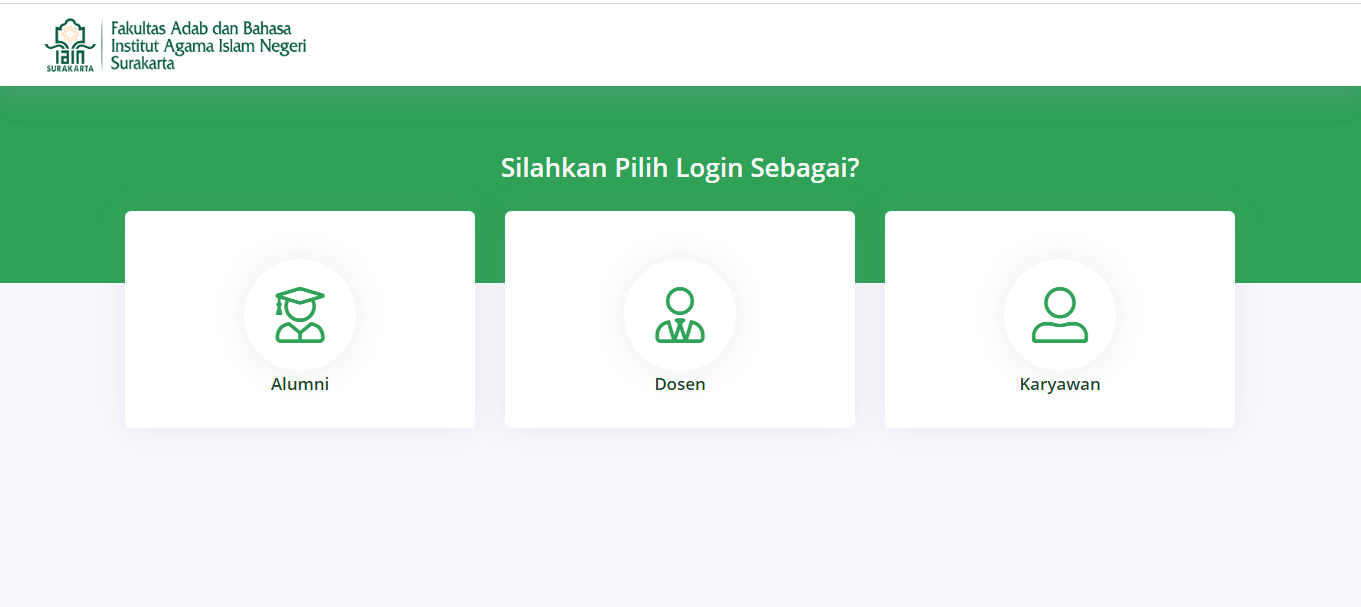 iain
SURAKARTA
Fakultas Adab dan Bahasa
Institut Agama Islam Negeri
Surakarta
Silahkan Pilih Login Sebagai?
Alumni
Dosen
Karyawan